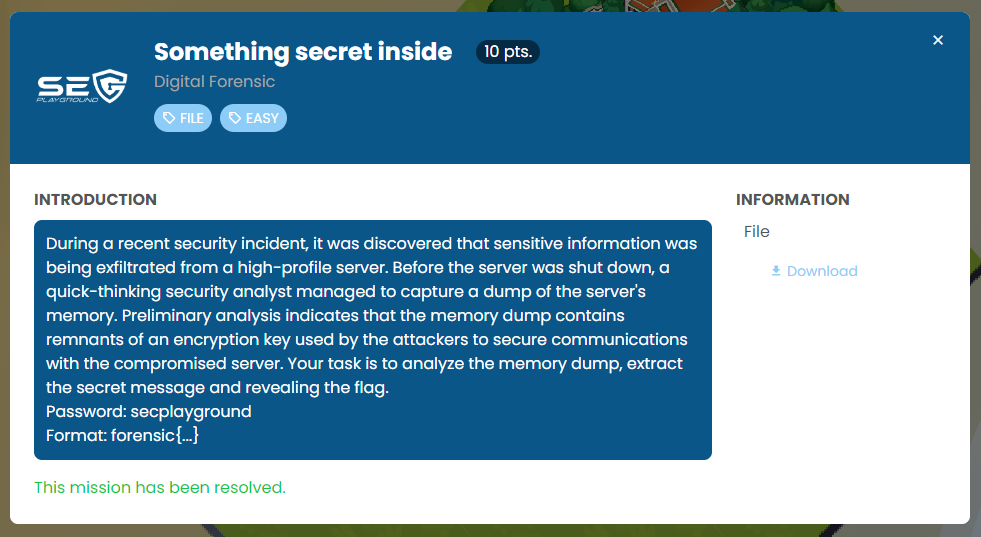 Something secret inside 10 pts.
Digital Forensic
FILE EASY
SEC
PLAYGROUND
INTRODUCTION
During a recent security incident, it was discovered that sensitive information was
being exfiltrated from a high-profile server. Before the server was shut down, a
quick-thinking security analyst managed to capture a dump of the server's
memory. Preliminary analysis indicates that the memory dump contains
remnants of an encryption key used by the attackers to secure communications
with the compromised server. Your task is to analyze the memory dump, extract
the secret message and revealing the flag.
Password: secplayground
Format: forensic{...}
This mission has been resolved.
INFORMATION
File
Download